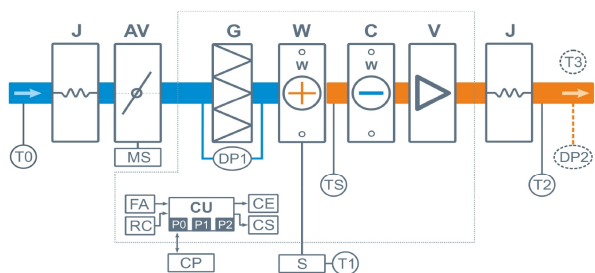 J AV G W C V J
w w
T3
T0
MS
DP1
TS
T2
DP2
FA CU CE
RC P0 P1 P2 CS
CP
S T1